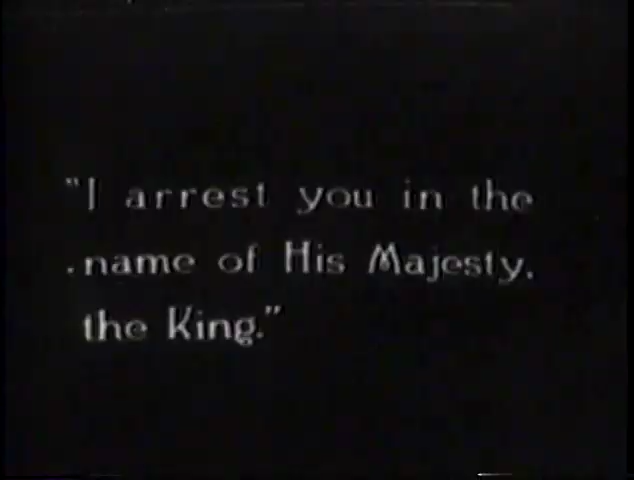 "I arrest you in the
name of His Majesty,
the King."